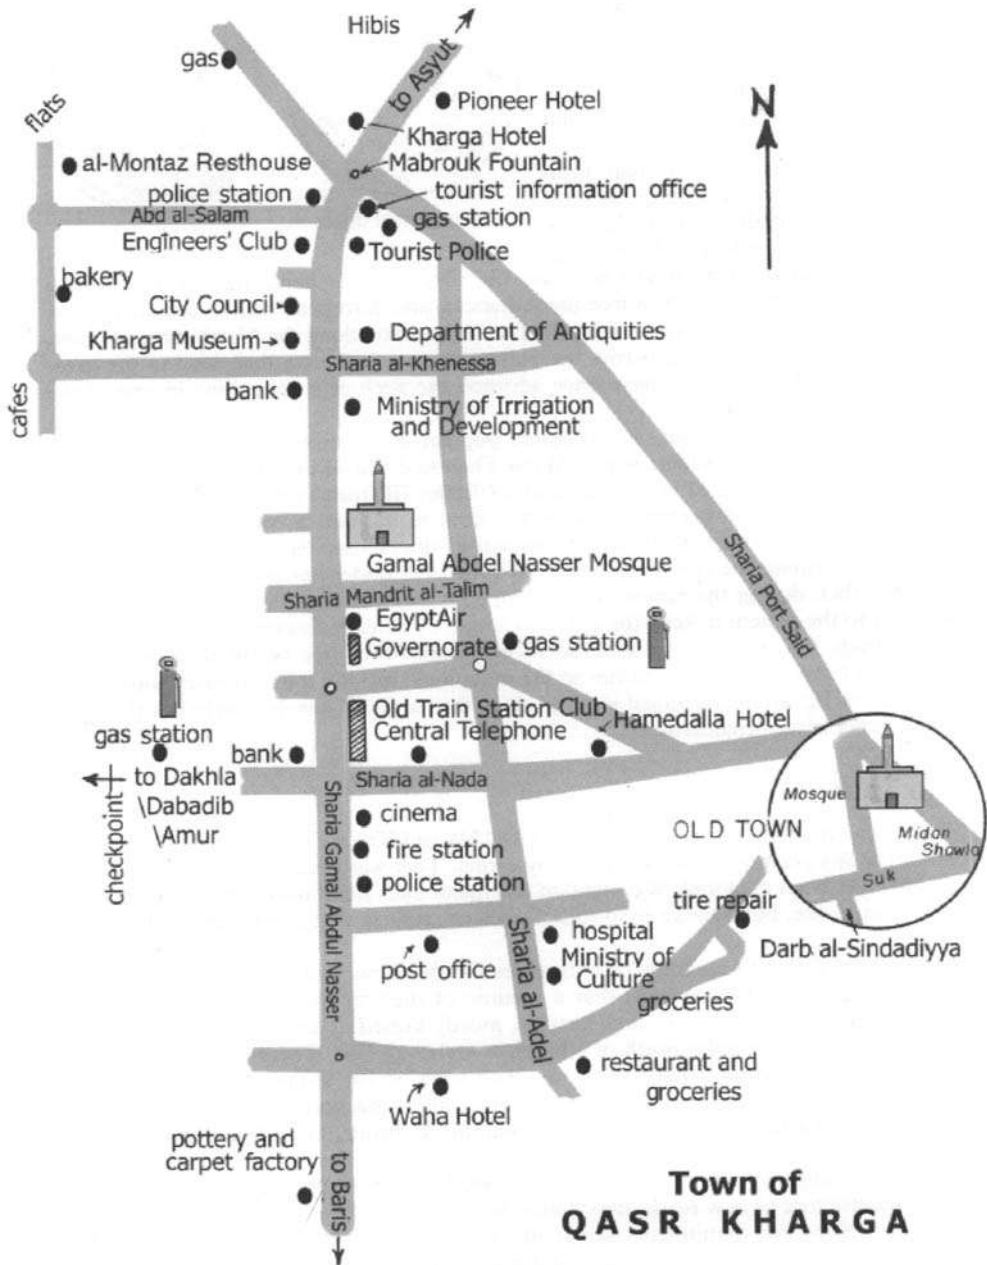 Hibis
gas
to Asyut
Pioneer Hotel
N
flats
Kharga Hotel
al-Montaz Resthouse
Mabrouk Fountain
police station
tourist information office
Abd al-Salam
gas station
Engineers' Club
Tourist Police
bakery
City Council
Kharga Museum
Department of Antiquities
Sharia al-Khenessa
cafes
bank
Ministry of Irrigation
and Development
Gamal Abdel Nasser Mosque
Sharia Port Said
Sharia Mandrit al-Talim
EgyptAir
Governorate
gas station
Old Train Station Club
Central Telephone
Hamedalla Hotel
gas station
bank
to Dakhla
\Dabadib
\Amur
checkpoint
Sharia al-Nada
Sharia Gamal Abdul Nasser
cinema
fire station
police station
OLD TOWN
Mosque
Midan
Showla
Suk
tire repair
Darb al-Sindadiyya
hospital
Ministry of
Culture
post office
Sharia al-Adel
groceries
restaurant and
groceries
Waha Hotel
pottery and
carpet factory
to Baris
Town of
QASR KHARGA